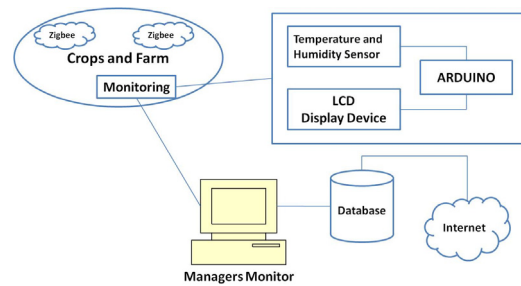 Zigbee
Zigbee
Crops and Farm
Monitoring
Temperature and
Humidity Sensor
ARDUINO
LCD
Display Device
Database
Internet
Managers Monitor